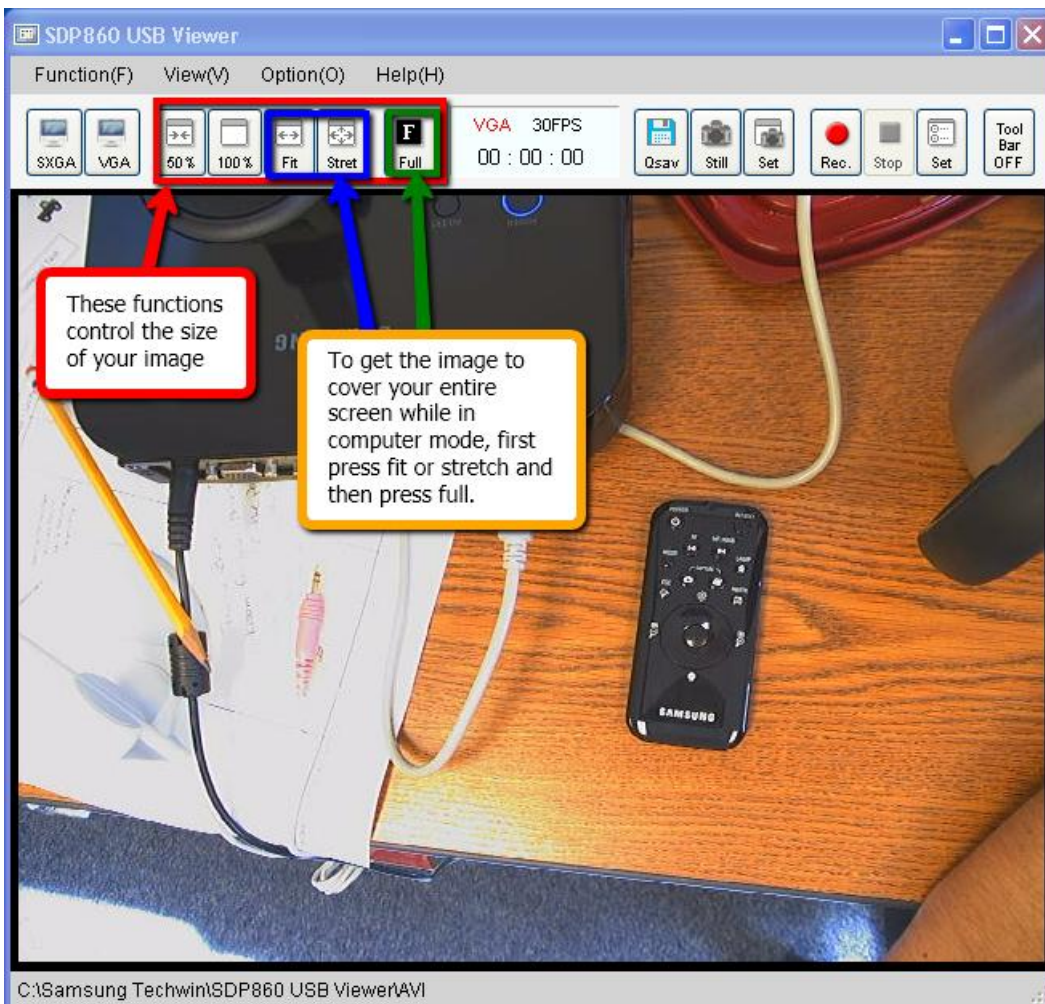 SDP860 USB Viewer
Function(F) View(V) Option(O) Help(H)
SXGA
VGA
50%
100%
Fit
Stret
F
Full
VGA 30FPS
00 : 00 : 00
Qsav
Still
Set
Rec.
Stop
Set
Tool
Bar
OFF
These functions
control the size
of your image
To get the image to
cover your entire
screen while in
computer mode, first
press fit or stretch and
then press full.
POWER
SAMSUNG
C:\Samsung Techwin\SDP860 USB Viewer\AVI